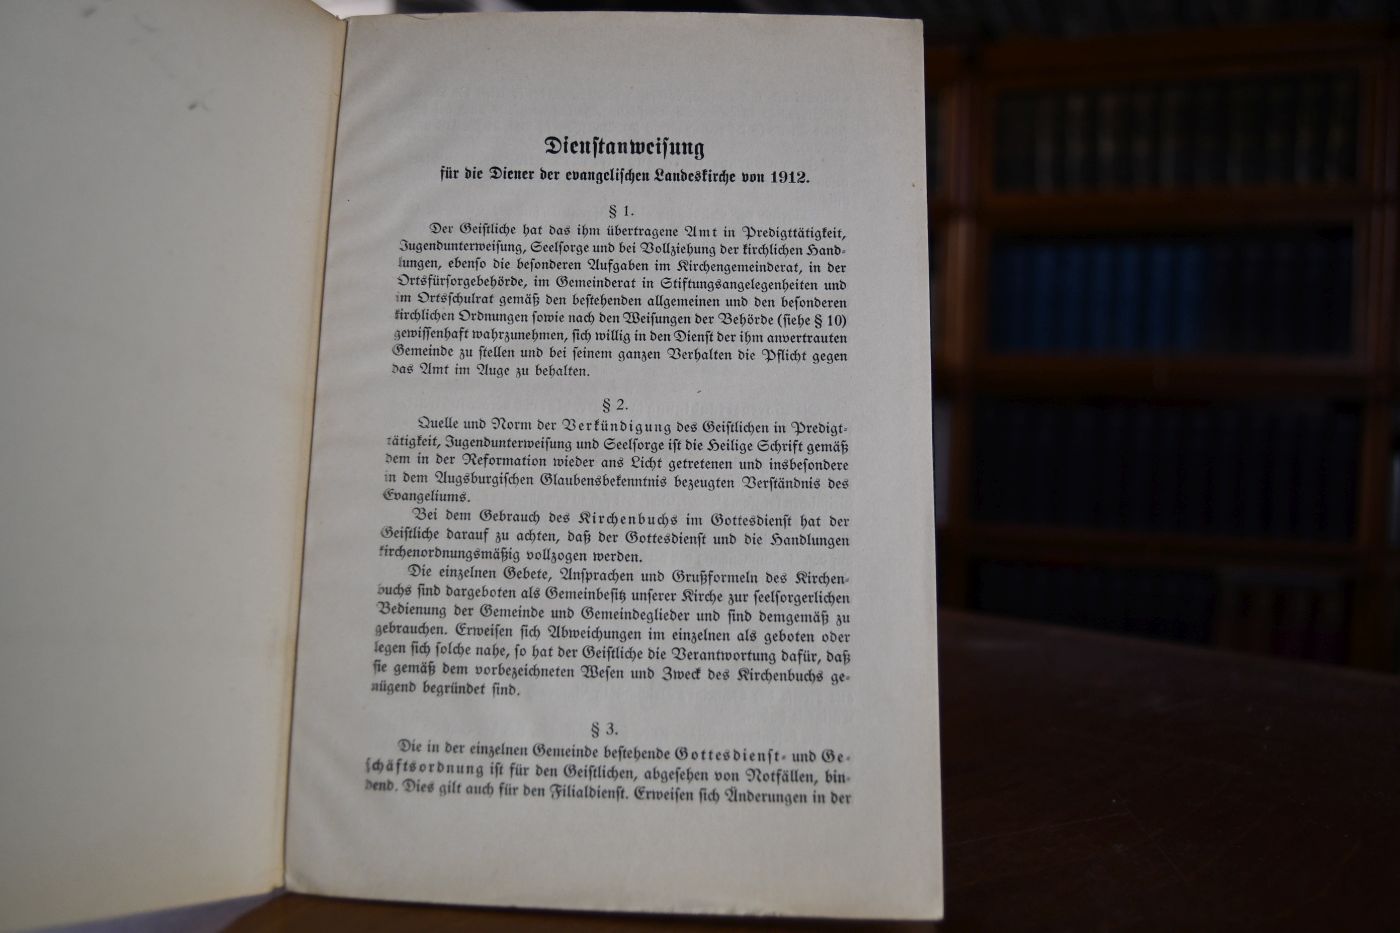 Dienstanweisung
für die Diener der evangelischen Landeskirche von 1912.
§ 1.
Der Geistliche hat das ihm übertragene Amt in Predigttätigkeit,
Jugendunterweisung, Seelsorge und bei Vollziehung der kirchlichen Hand-
lungen, ebenso die besonderen Aufgaben im Kirchengemeinderat, in der
Ortsfürsorgebehörde, im Gemeinderat in Stiftungsangelegenheiten und
im Ortsschulrat gemäß den bestehenden allgemeinen und den besonderen
kirchlichen Ordnungen sowie nach den Weisungen der Behörde (siehe § 10)
gewissenhaft wahrzunehmen, sich willig in den Dienst der ihm anvertrauten
Gemeinde zu stellen und bei seinem ganzen Verhalten die Pflicht gegen
das Amt im Auge zu behalten.
§ 2.
Quelle und Norm der Verkündigung des Geistlichen in Predigt-
tätigkeit, Jugendunterweisung und Seelsorge ist die Heilige Schrift gemäß
dem in der Reformation wieder ans Licht getretenen und insbesondere
in dem Augsburgischen Glaubensbekenntnis bezeugten Verständnis des
Evangeliums.
Bei dem Gebrauch des Kirchenbuchs im Gottesdienst hat der
Geistliche darauf zu achten, daß der Gottesdienst und die Handlungen
kirchenordnungsmäßig vollzogen werden.
Die einzelnen Gebete, Ansprachen und Grußformeln des Kirchen-
buchs sind dargeboten als Gemeinbesitz unserer Kirche zur seelsorgerlichen
Bedienung der Gemeinde und Gemeindeglieder und sind demgemäß zu
gebrauchen. Erweisen sich Abweichungen im einzelnen als geboten oder
legen sich solche nahe, so hat der Geistliche die Verantwortung dafür, daß
sie gemäß dem vorbezeichneten Wesen und Zweck des Kirchenbuchs ge-
nügend begründet sind.
§ 3.
Die in der einzelnen Gemeinde bestehende Gottesdienst- und Ge-
schäftsordnung ist für den Geistlichen, abgesehen von Notfällen, bin-
dend. Dies gilt auch für den Filialdienst. Erweisen sich Änderungen in der